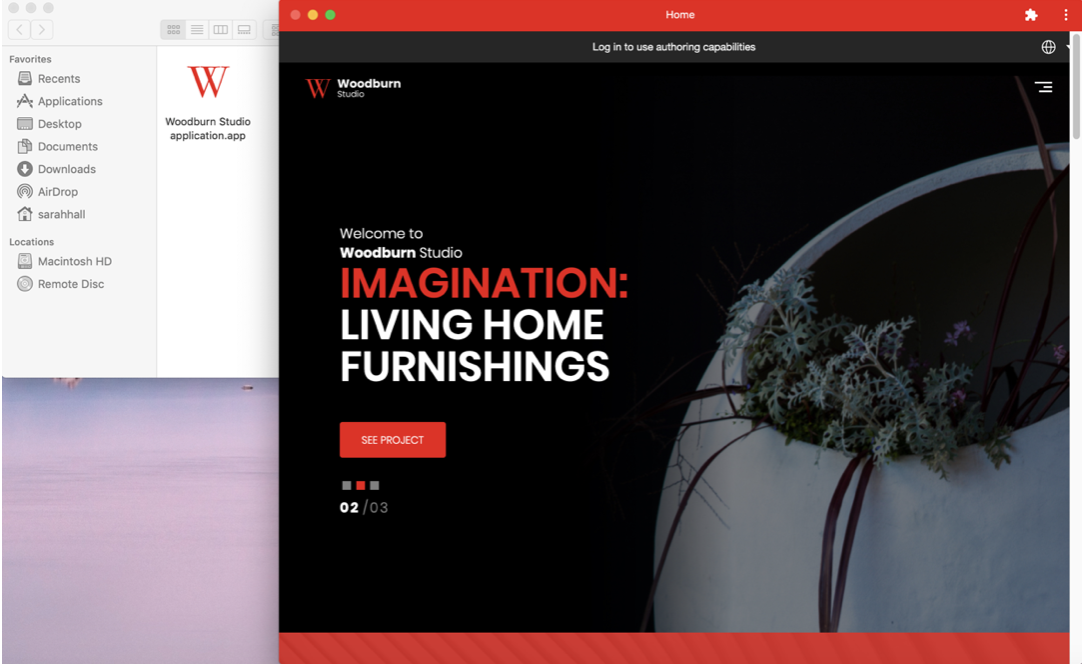 Favorites
Recents
Applications
Desktop
Documents
Downloads
AirDrop
sarahhall
Locations
Macintosh HD
Remote Disc
W
Woodburn Studio
application.app
Home
Log in to use authoring capabilities
W Woodburn
Studio
Welcome to
Woodburn Studio
IMAGINATION:
LIVING HOME
FURNISHINGS
SEE PROJECT
02 /03